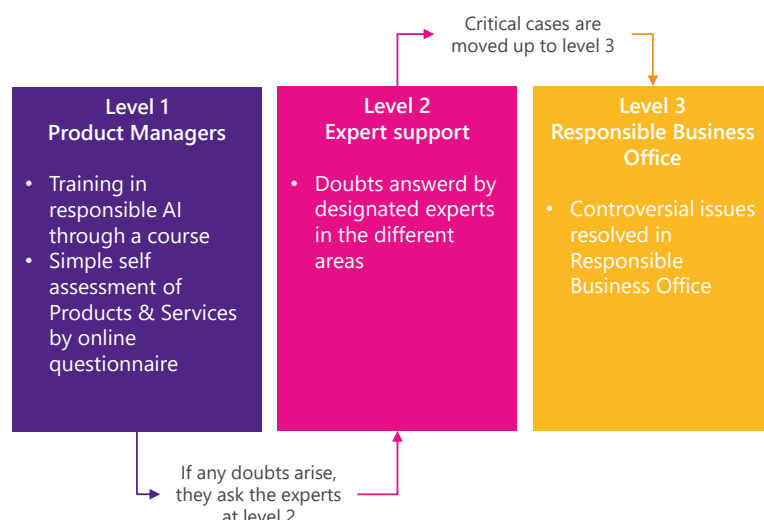 Critical cases are
moved up to level 3
Level 1
Product Managers
• Training in
responsible AI
through a course
• Simple self
assessment of
Products & Services
by online
questionnaire
Level 2
Expert support
• Doubts answerd by
designated experts
in the different
areas
Level 3
Responsible Business
Office
• Controversial issues
resolved in
Responsible
Business Office
If any doubts arise,
they ask the experts
at level 2